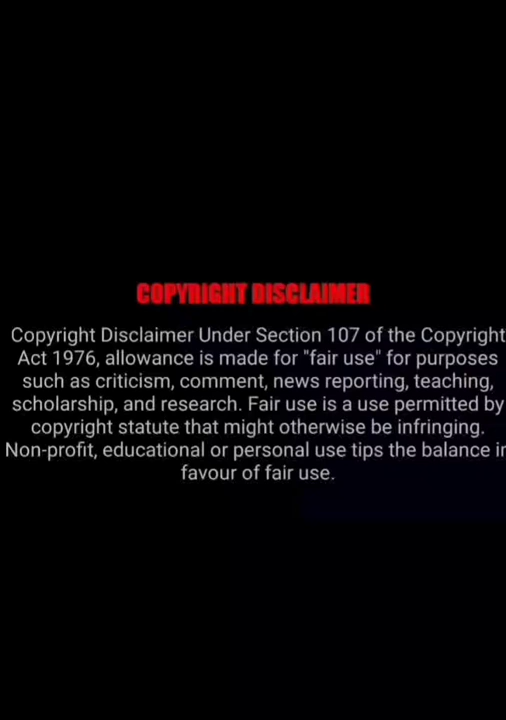 COPYRIGHT DISCLAIMER
Copyright Disclaimer Under Section 107 of the Copyright
Act 1976, allowance is made for "fair use" for purposes
such as criticism, comment, news reporting, teaching,
scholarship, and research. Fair use is a use permitted by
copyright statute that might otherwise be infringing.
Non-profit, educational or personal use tips the balance in
favour of fair use.